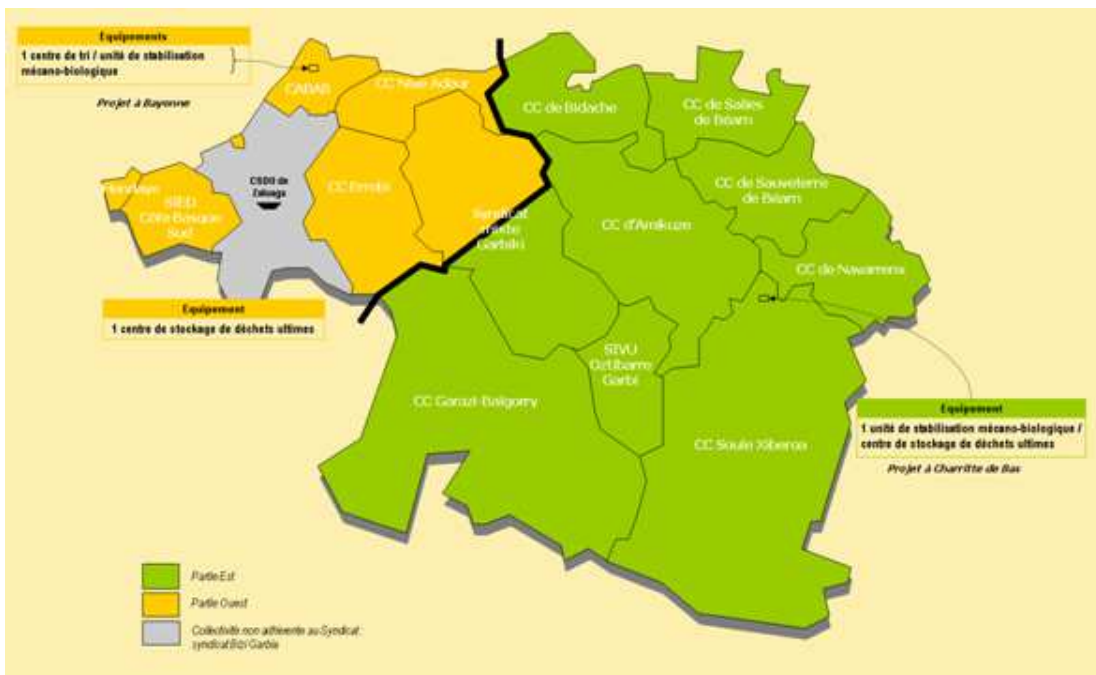 Equipements
1 centre de tri / unité de stabilisation
mécano-biologique
Projet à Bayonne
CABAB
CC Nive Adour
CC de Bidache
CC de Salies
de Béarn
CSDU de
Zaluaga
CC Errobi
Hendaye
SIED
Côte Basque
Sud
CC de Sauveterre
de Béarn
Syndicat
mixte
Garbiki
CC d'Amikuze
CC de Navarrenx
Equipement
1 centre de stockage de déchets ultimes
SIVU
Oztibarre
Garbi
CC Garazi-Baigorry
CC Soule Xiberoa
Equipement
1 unité de stabilisation mécano-biologique /
centre de stockage de déchets ultimes
Projet à Charritte de Bas
Partie Est
Partie Ouest
Collectivité non adhérente au Syndicat :
syndicat Bizi Garbia